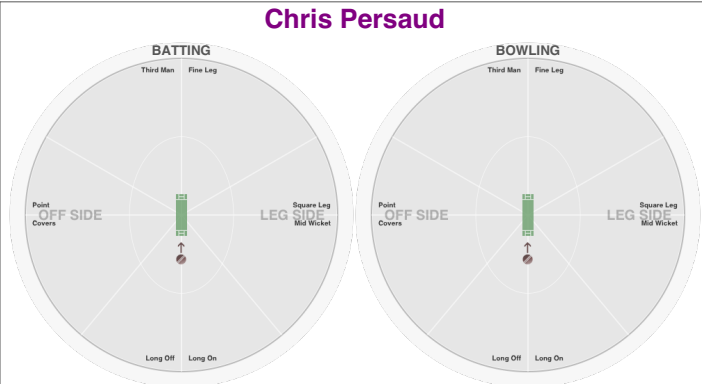 Chris Persaud
BATTING
Third Man Fine Leg
Point
OFF SIDE
Covers
Square Leg
LEG SIDE
Mid Wicket
Long Off Long On
BOWLING
Third Man Fine Leg
Point
OFF SIDE
Covers
Square Leg
LEG SIDE
Mid Wicket
Long Off Long On